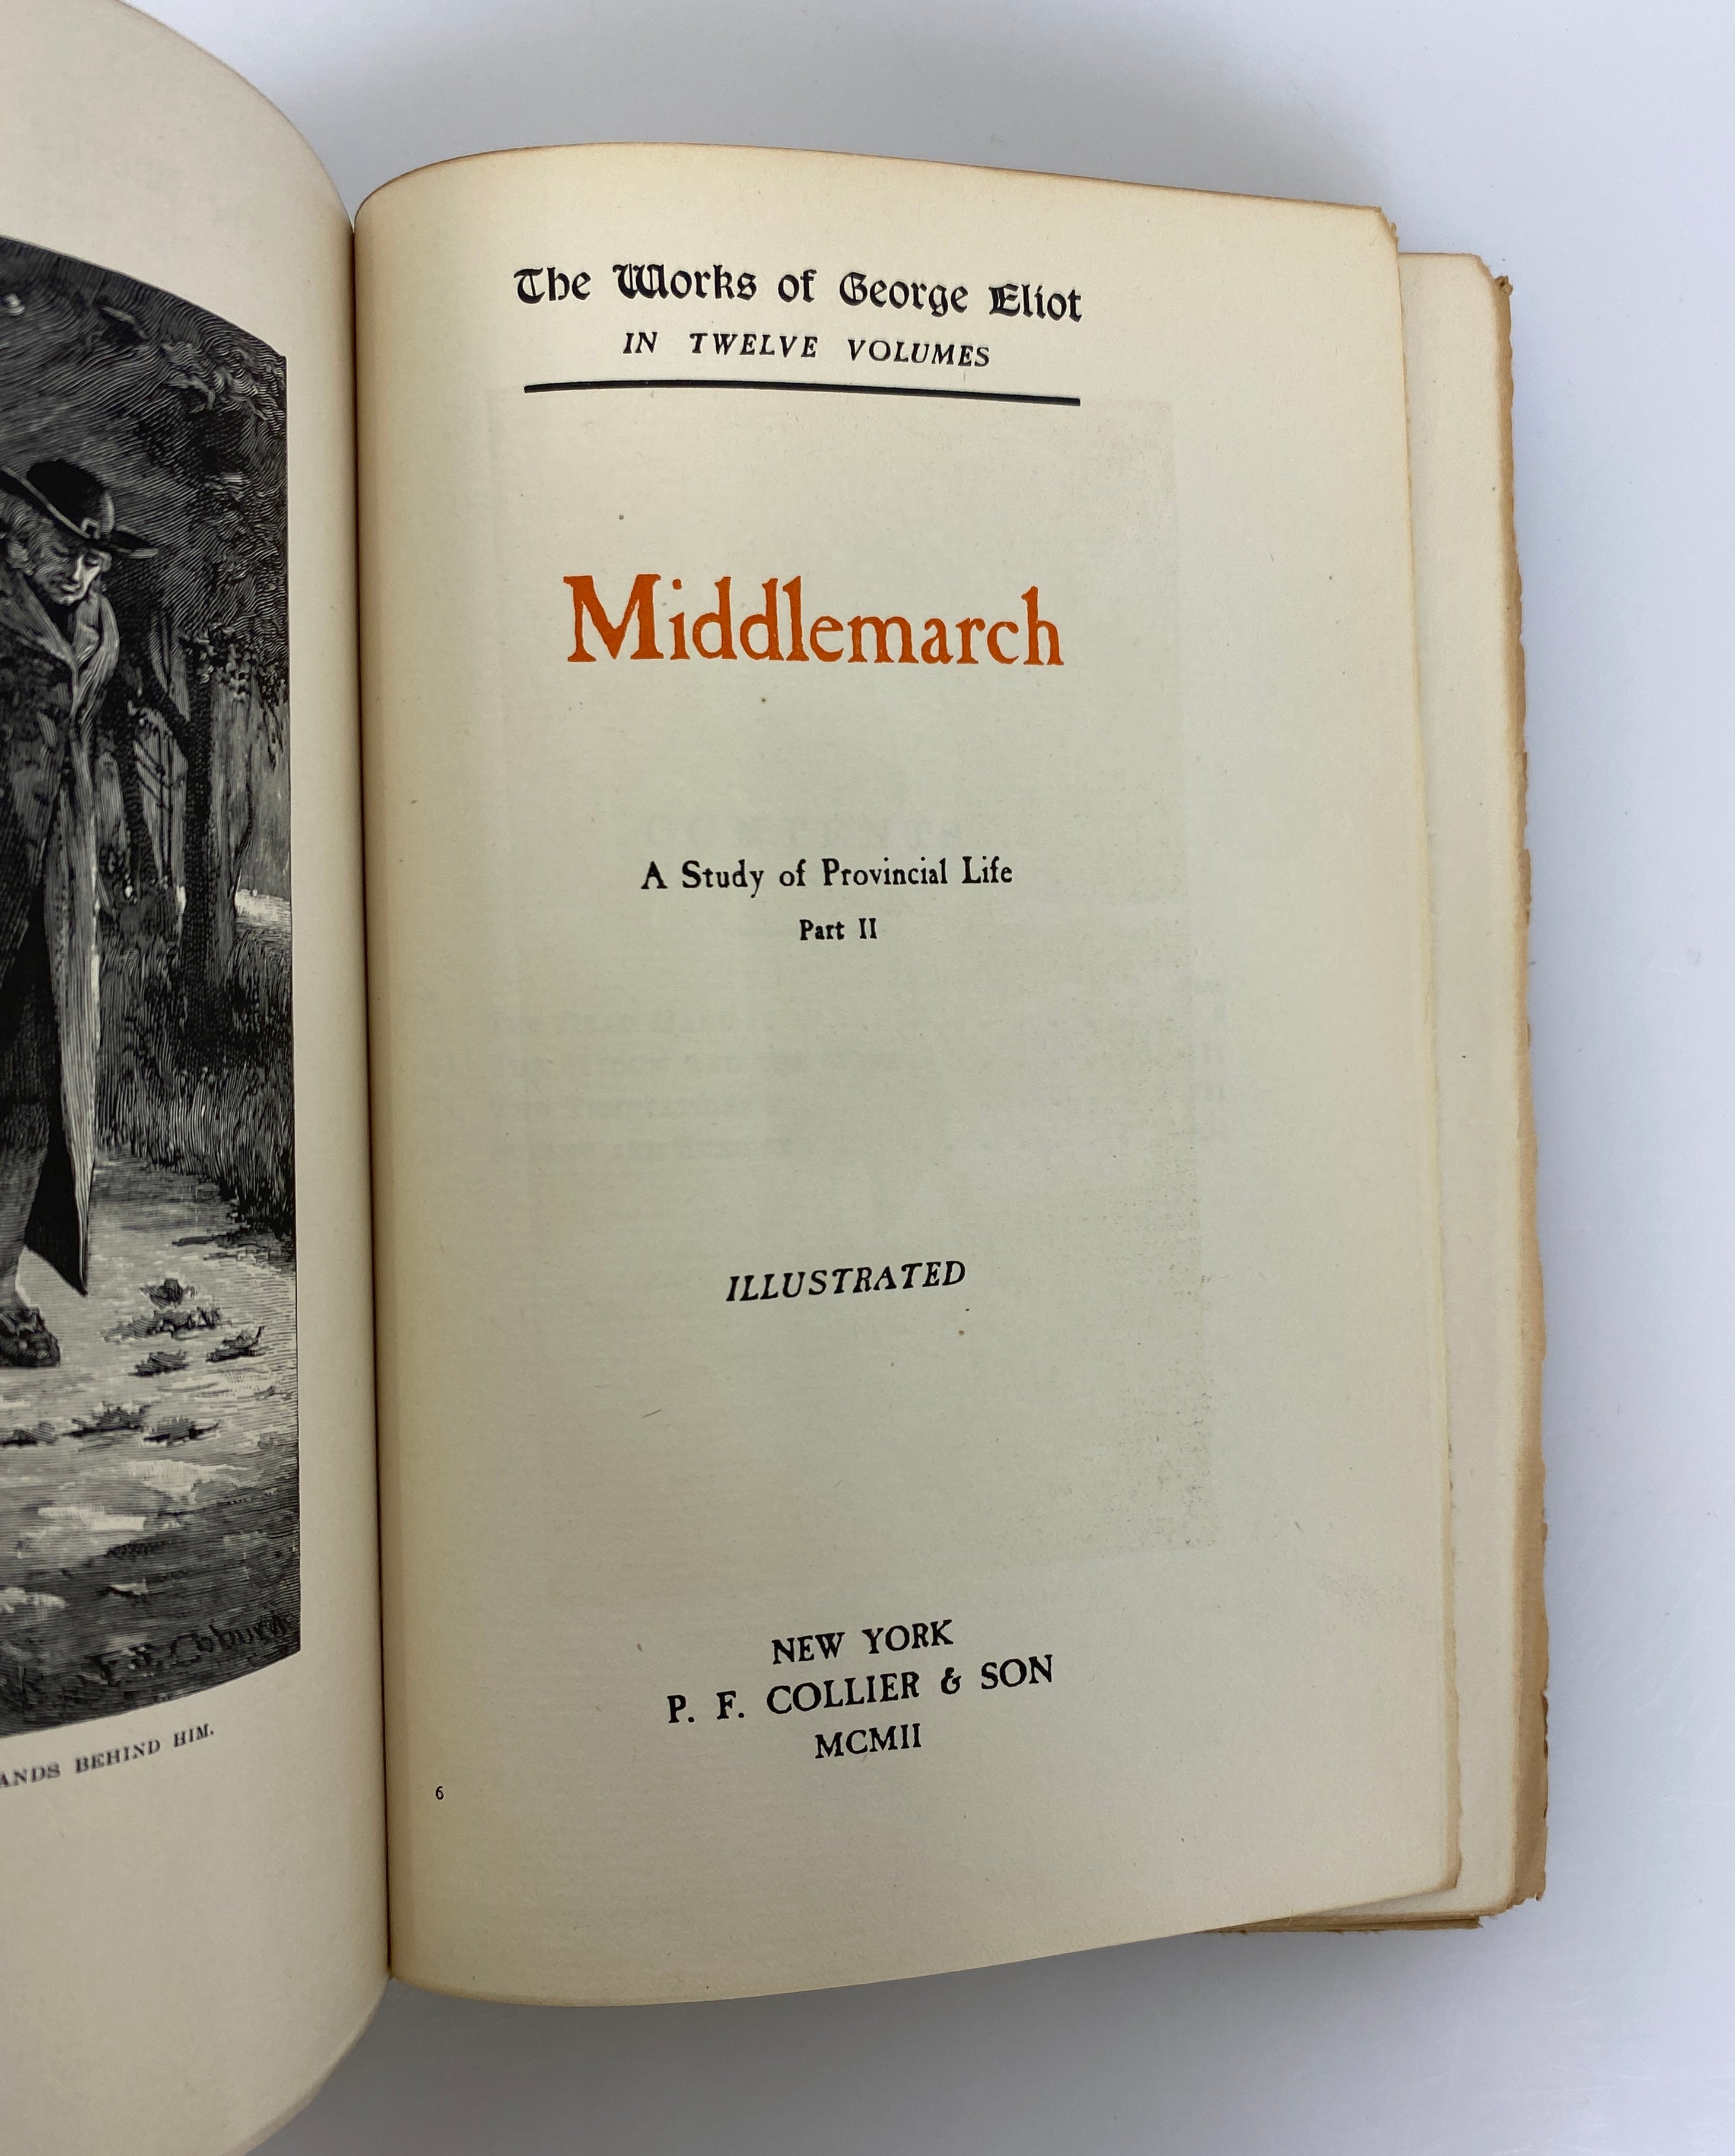 The Works of George Eliot
IN TWELVE VOLUMES
Middlemarch
A Study of Provincial Life
Part II
ILLUSTRATED
NEW YORK
P. F. COLLIER & SON
MCMII
6
BEHIND HIM.